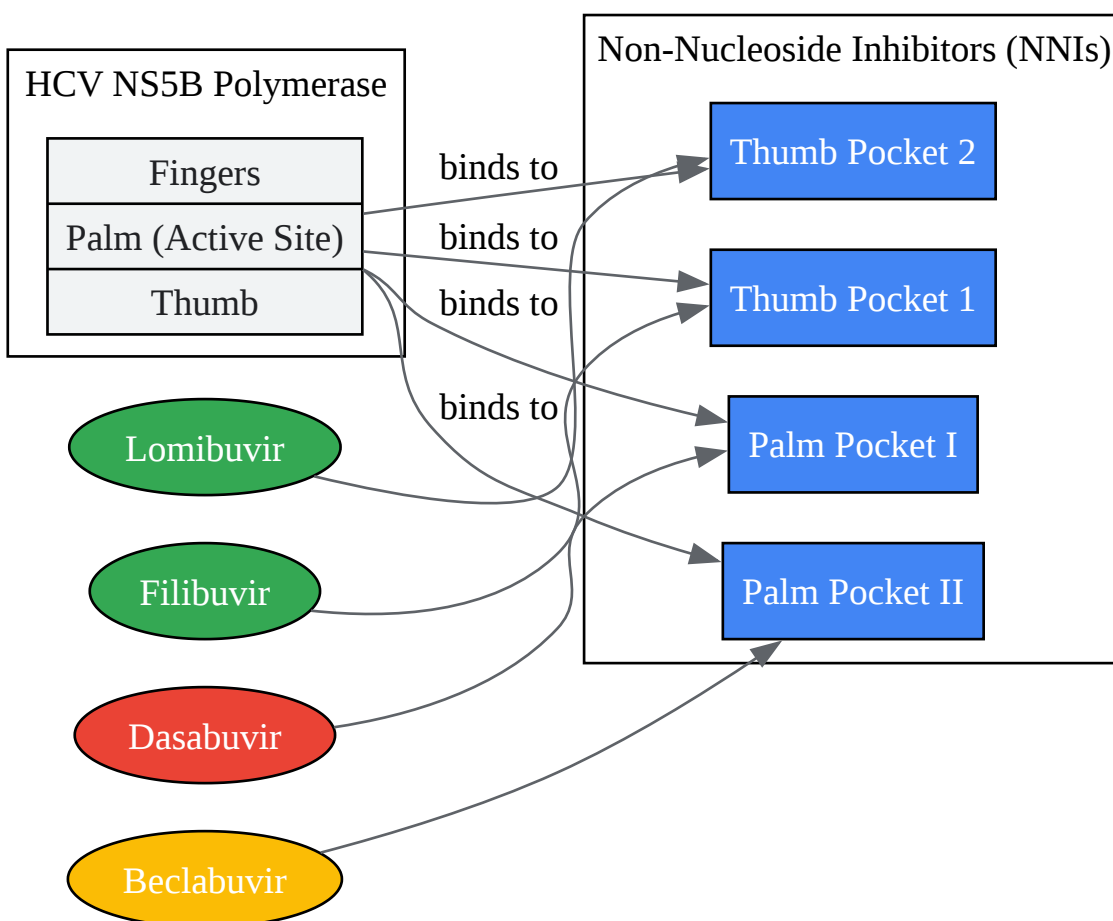 HCV NS5B Polymerase
Fingers
Palm (Active Site)
Thumb
binds to
binds to
binds to
binds to
Non-Nucleoside Inhibitors (NNIs)
Thumb Pocket 2
Thumb Pocket 1
Palm Pocket I
Palm Pocket II
Lomibuvir
Filibuvir
Dasabuvir
Beclabuvir